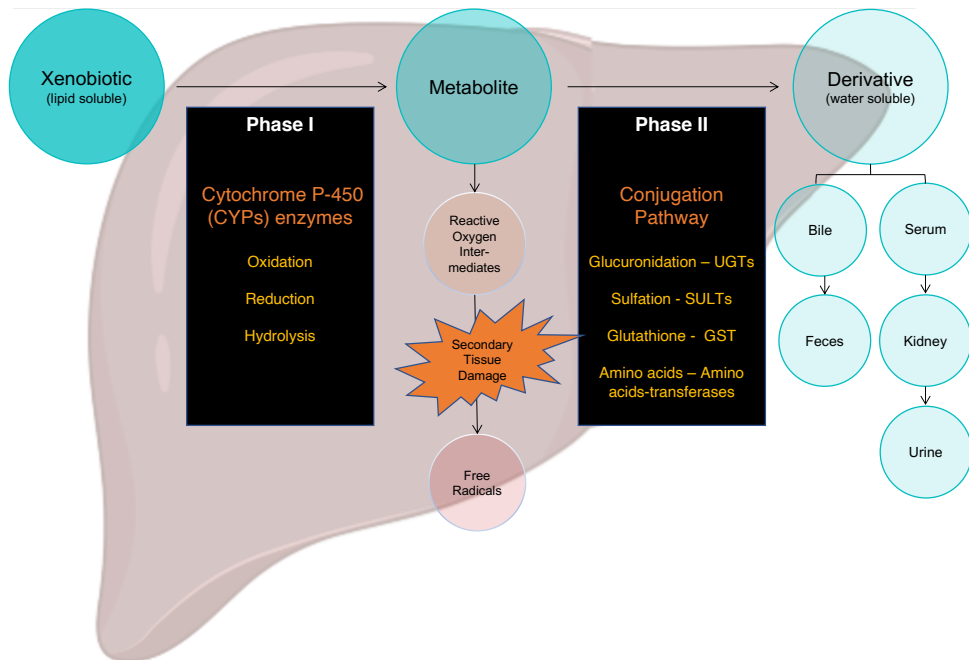 Xenobiotic
(lipid soluble)
Metabolite
Derivative
(water soluble)
Phase I
Cytochrome P-450
(CYPs) enzymes
Oxidation
Reduction
Hydrolysis
Reactive
Oxygen
Inter-
mediates
Secondary
Tissue
Damage
Free
Radicals
Phase II
Conjugation
Pathway
Glucuronidation – UGTs
Sulfation - SULTs
Glutathione -  GST
Amino acids – Amino
acids-transferases
Bile
Serum
Feces
Kidney
Urine